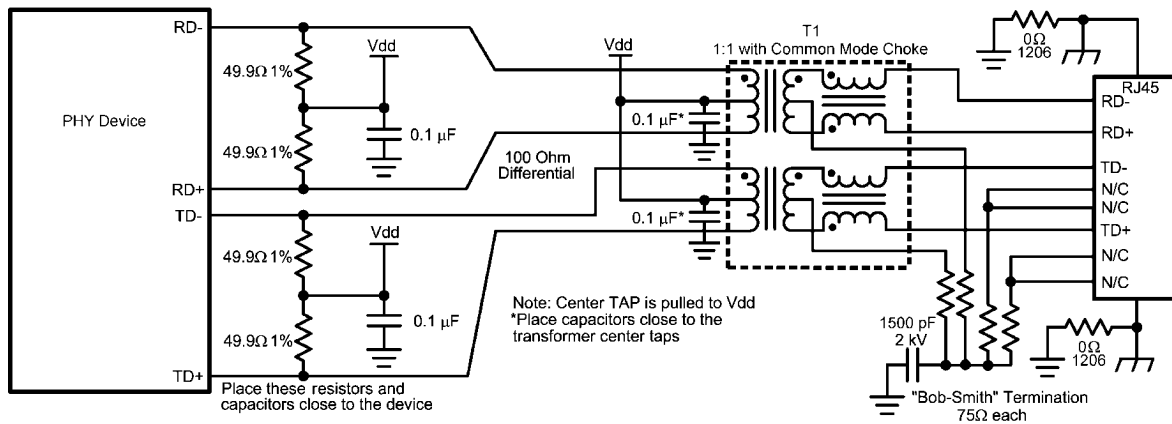 PHY Device
RD-
49.9Ω 1%
Vdd
0.1 µF
49.9Ω 1%
RD+
TD-
49.9Ω 1%
Vdd
0.1 µF
49.9Ω 1%
TD+
Place these resistors and
capacitors close to the device
100 Ohm
Differential
Vdd
0.1 µF*
0.1 µF*
Note: Center TAP is pulled to Vdd
*Place capacitors close to the
transformer center taps
T1
1:1 with Common Mode Choke
0Ω
1206
RJ45
RD-
RD+
TD-
N/C
N/C
TD+
N/C
N/C
1500 pF
2 kV
0Ω
1206
"Bob-Smith" Termination
75Ω each